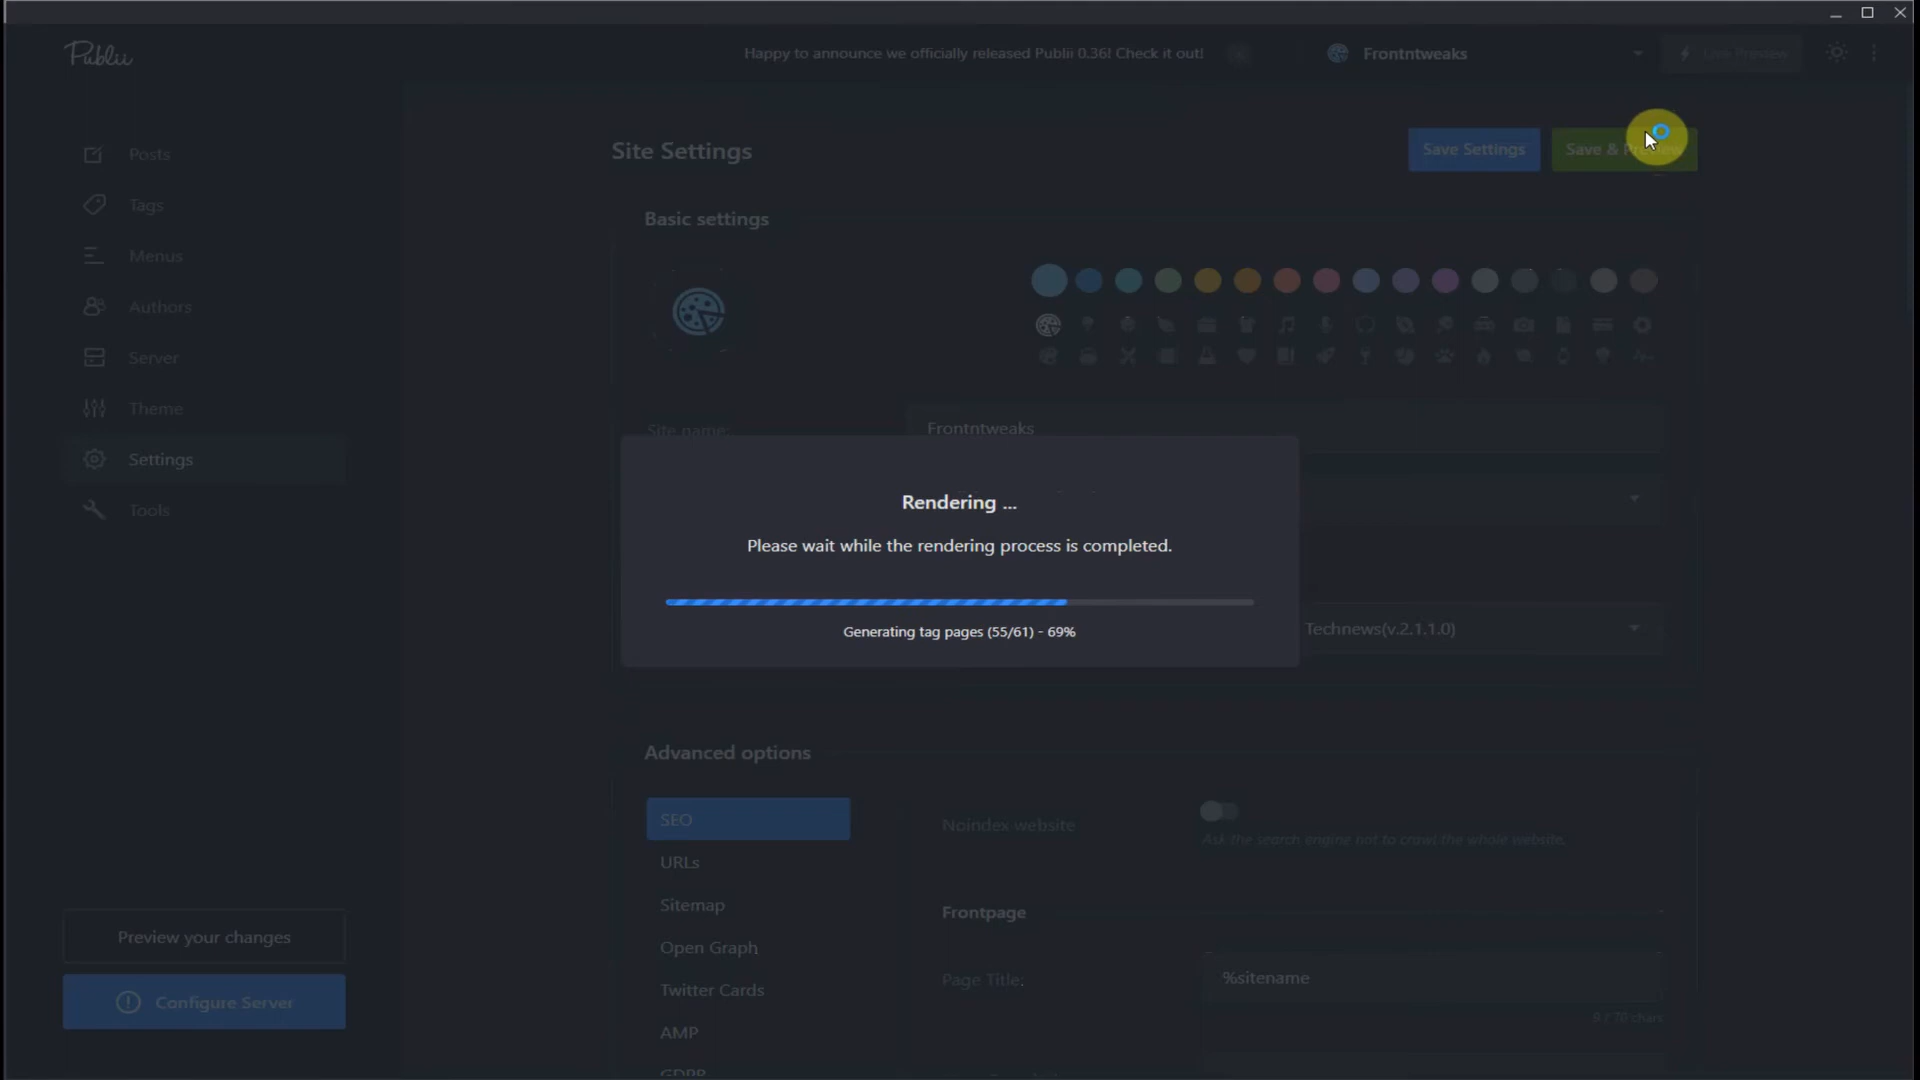 Publii
Happy to announce we officially released Publii 0.36! Check it out!
Frontntweaks
Live Preview
Posts
Tags
Menus
Authors
Server
Theme
Settings
Tools
Site Settings
Save Settings
Save & Preview
Basic settings
Site name:
Frontntweaks
Rendering ...
Please wait while the rendering process is completed.
Generating tag pages (55/61) - 69%
Technews(v.2.1.1.0)
Advanced options
SEO
URLs
Sitemap
Open Graph
Twitter Cards
AMP
GDPR
Noindex website
Ask the search engine not to crawl the whole website.
Frontpage
Page Title:
%sitename
Preview your changes
Configure Server